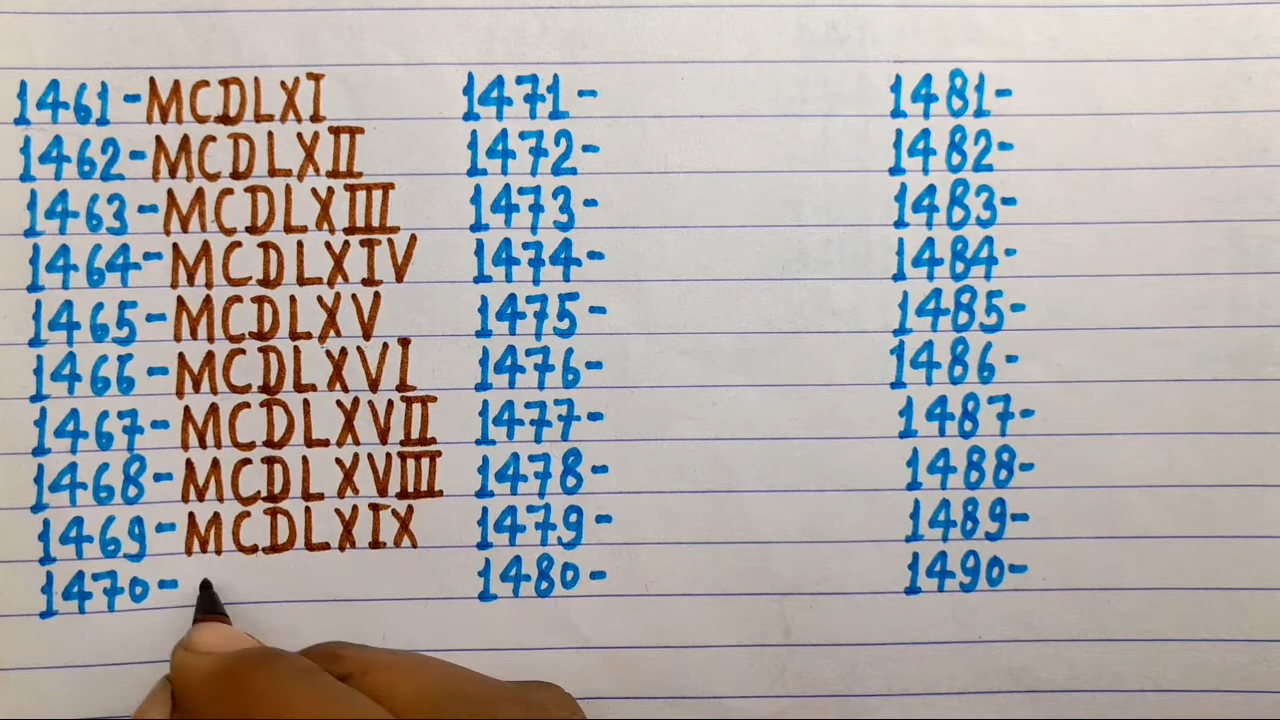 1461-MCDLXI
1462-MCDLXII
1463-MCDLXIII
1464-MCDLXIV
1465-MCDLXV
1466-MCDLXVI
1467-MCDLXVII
1468-MCDLXVIII
1469-MCDLXIX
1470-
1471-
1472-
1473-
1474-
1475-
1476-
1477-
1478-
1479-
1480-
1481-
1482-
1483-
1484-
1485-
1486-
1487-
1488-
1489-
1490-